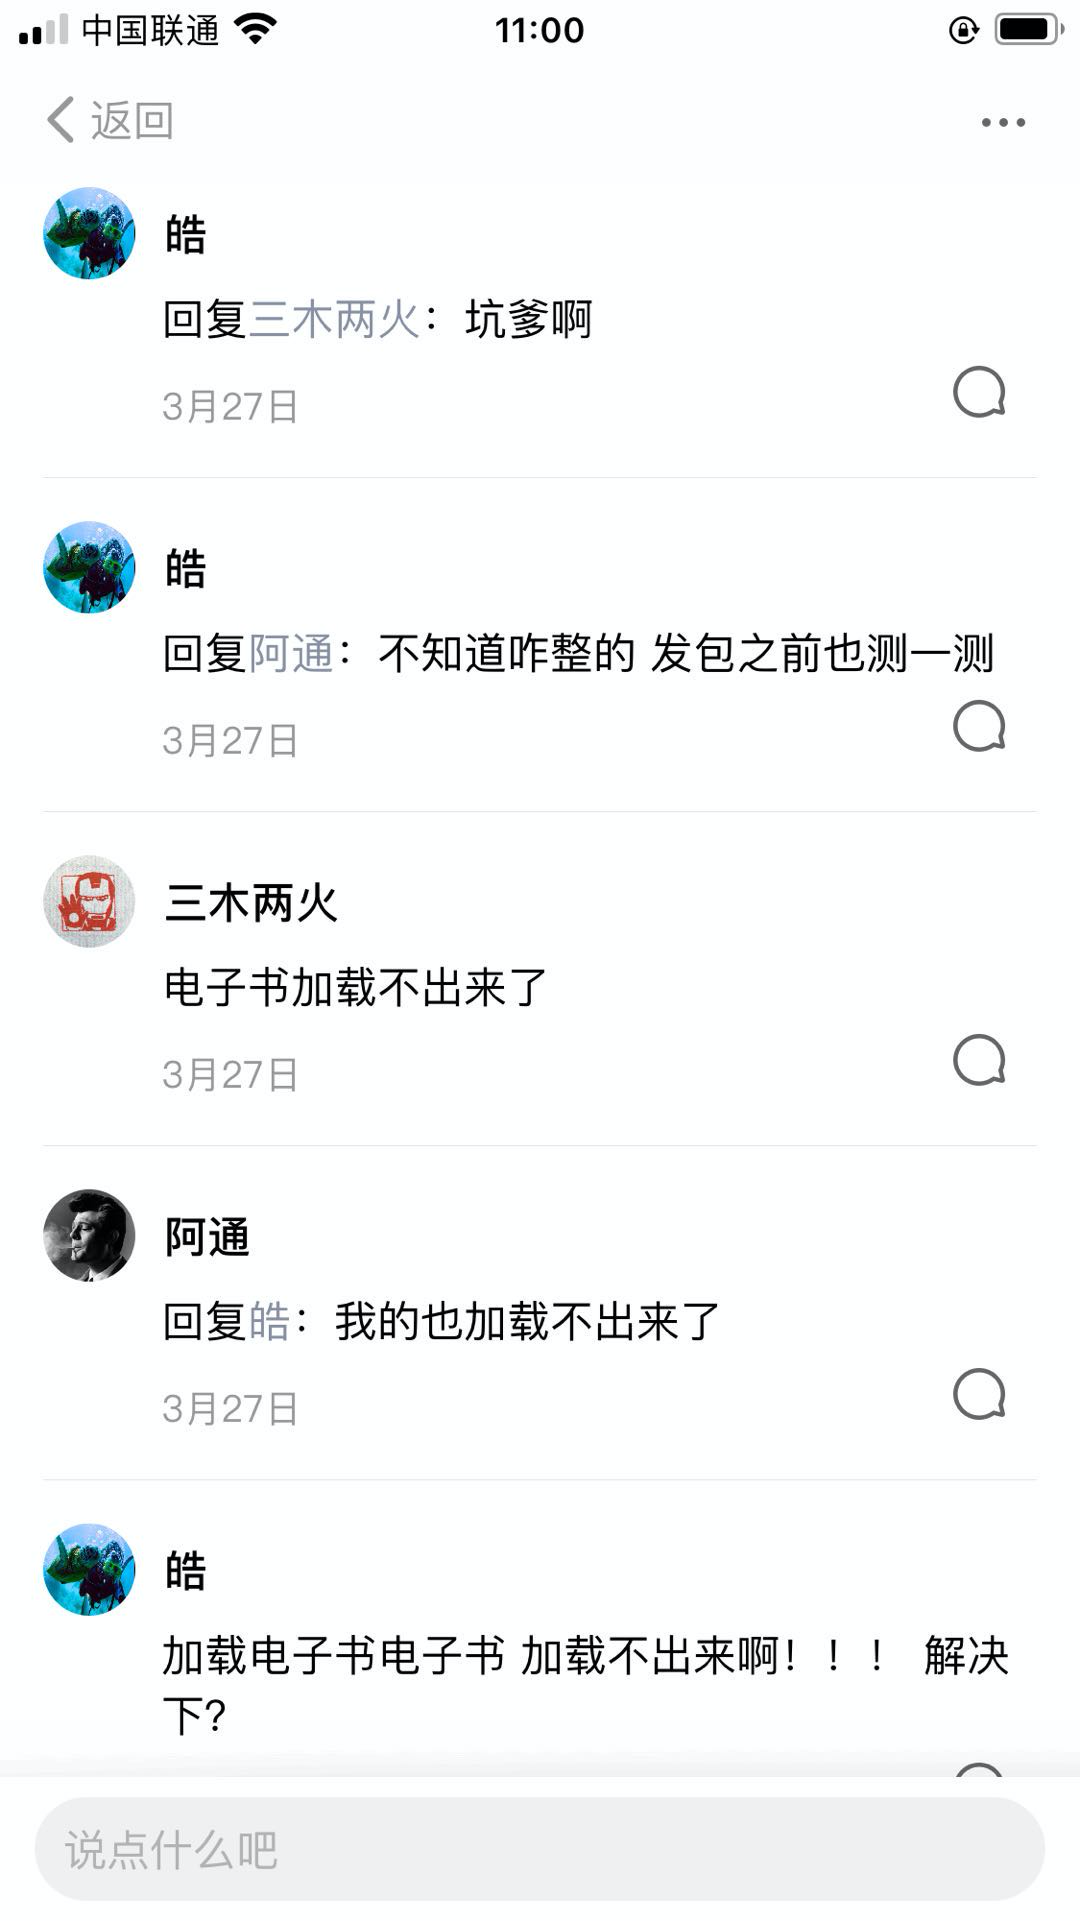 中国联通 11:00
返回
皓
回复三木两火：坑爹啊
3月27日
皓
回复阿通：不知道咋整的 发包之前也测一测
3月27日
三木两火
电子书加载不出来了
3月27日
阿通
回复皓：我的也加载不出来了
3月27日
皓
加载电子书电子书 加载不出来啊！！！ 解决
下？
说点什么吧